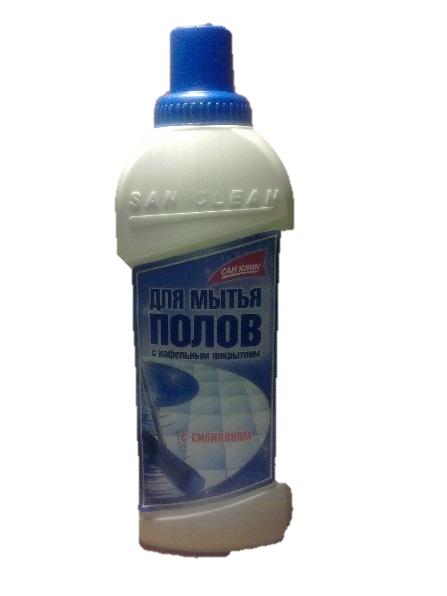 SAN CLEAN
САН КЛИН
ДЛЯ МЫТЬЯ
ПОЛОВ
с кафельным покрытием
с силиконом